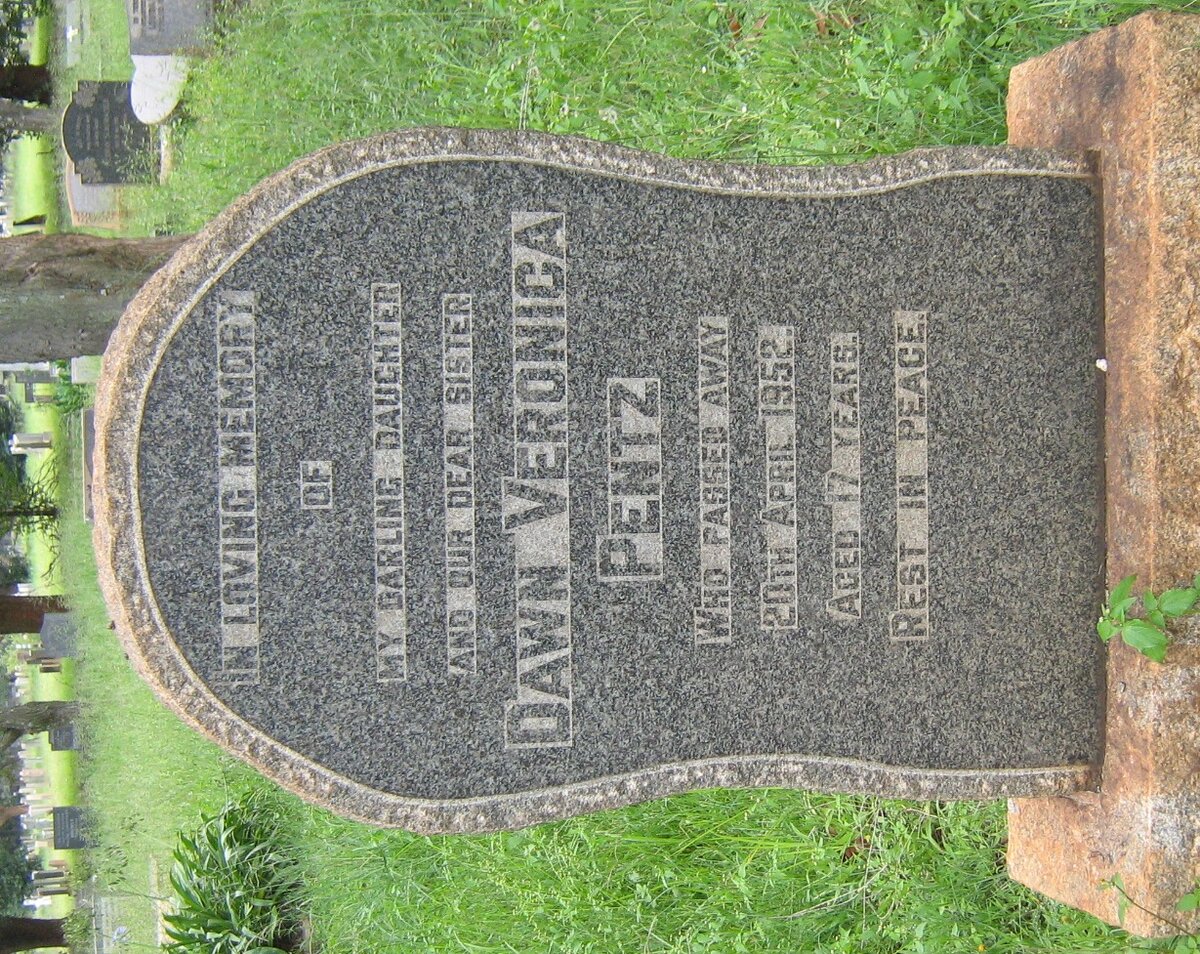 IN LOVING MEMORY
OF
MY DARLING DAUGHTER
AND OUR DEAR SISTER
DAWN VERONICA
PENTZ
WHO PASSED AWAY
20TH APRIL 1952
AGED 17 YEARS.
REST IN PEACE.